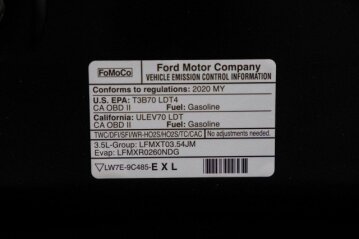 FoMoCo
Ford Motor Company
VEHICLE EMISSION CONTROL INFORMATION
Conforms to regulations: 2020 MY
U.S. EPA: T3B70 LDT4
CA OBD II Fuel: Gasoline
California: ULEV70 LDT
CA OBD II Fuel: Gasoline
TWC/DFI/SFI/WR-HO2S/HO2S/TC/CAC No adjustments needed.
3.5L-Group: LFMXT03.54JM
Evap: LFMXR0260NDG
LW7E-9C485-EXL